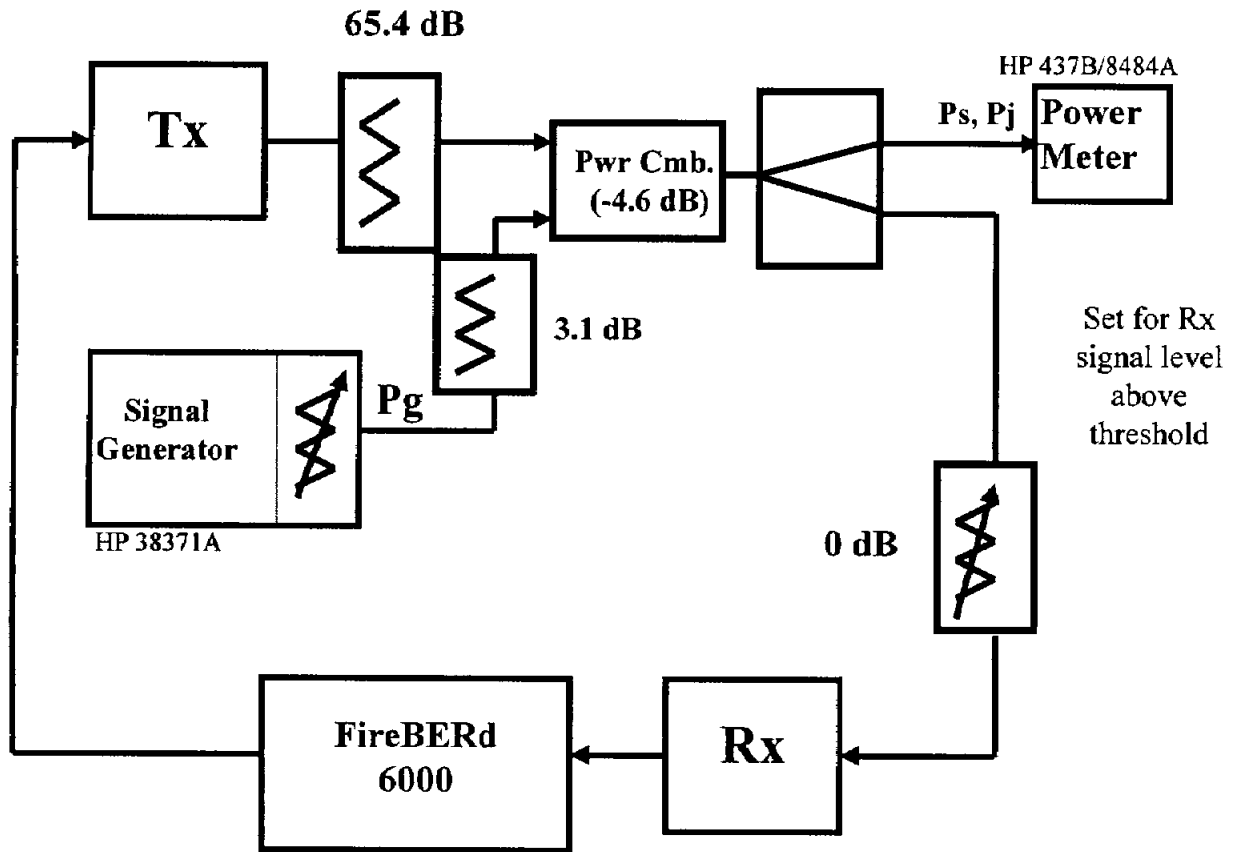 65.4 dB
HP 437B/8484A
Tx
Ps, Pj
Power
Meter
Pwr Cmb.
(-4.6 dB)
3.1 dB
Set for Rx
signal level
above
threshold
Signal
Generator
Pg
HP 38371A
0 dB
FireBERd
6000
Rx